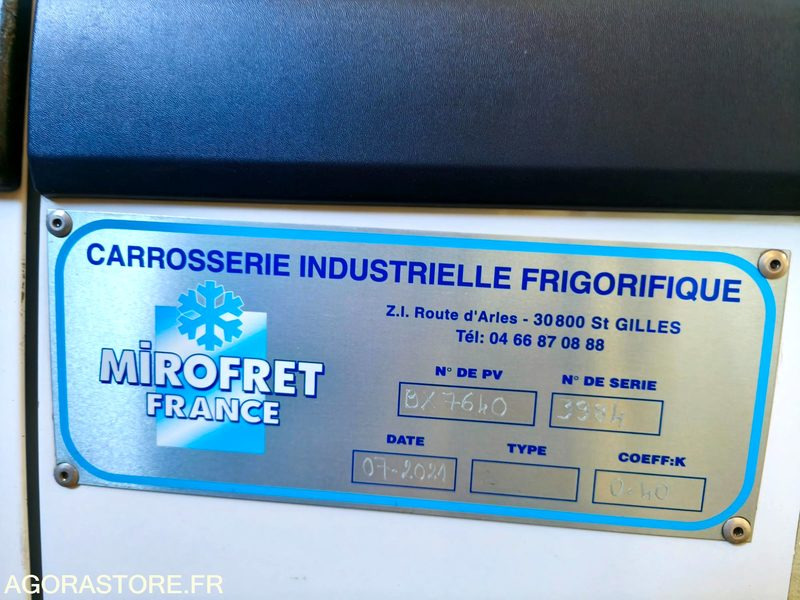 CARROSSERIE INDUSTRIELLE FRIGORIFIQUE
Z.I. Route d'Arles - 30800 St GILLES
Tél: 04 66 87 08 88
MiROFRET
FRANCE
N° DE PV
N° DE SERIE
BX7640
3984
DATE
TYPE
COEFF:K
07-2021
0-40
AGORASTORE.FR